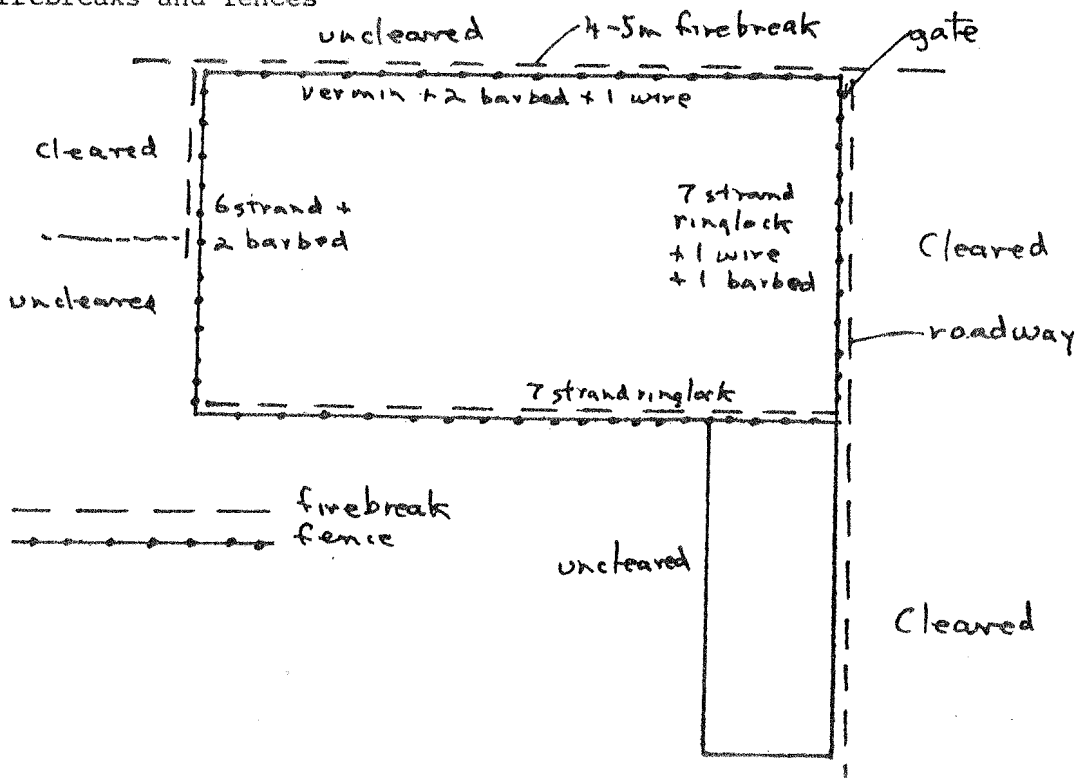 firebreaks and fences
uncleared
4-5m firebreak
gate
vermin + 2 barbed + 1 wire
cleared
6 strand +
2 barbed
7 strand
ringlock
+ 1 wire
+ 1 barbed
Cleared
uncleared
roadway
7 strand ringlock
firebreak
fence
uncleared
Cleared